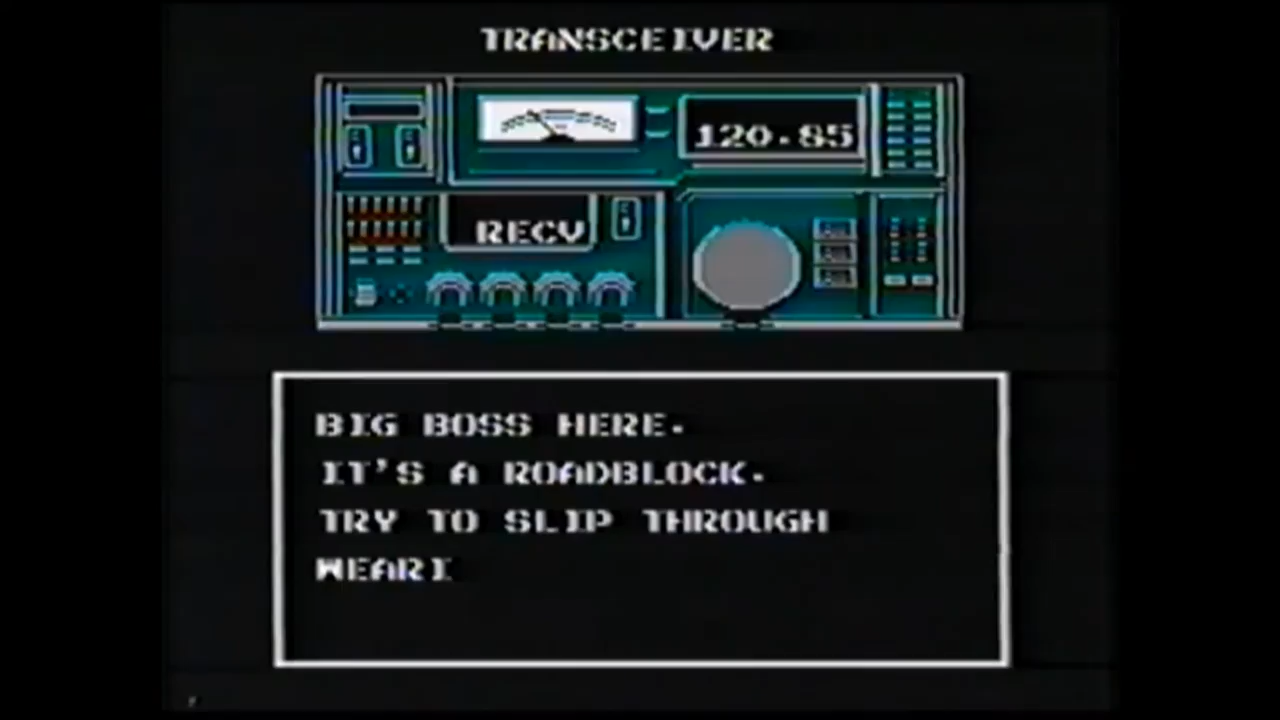 TRANSCEIVER
120.85
RECV
BIG BOSS HERE.
IT'S A ROADBLOCK.
TRY TO SLIP THROUGH
WEARI